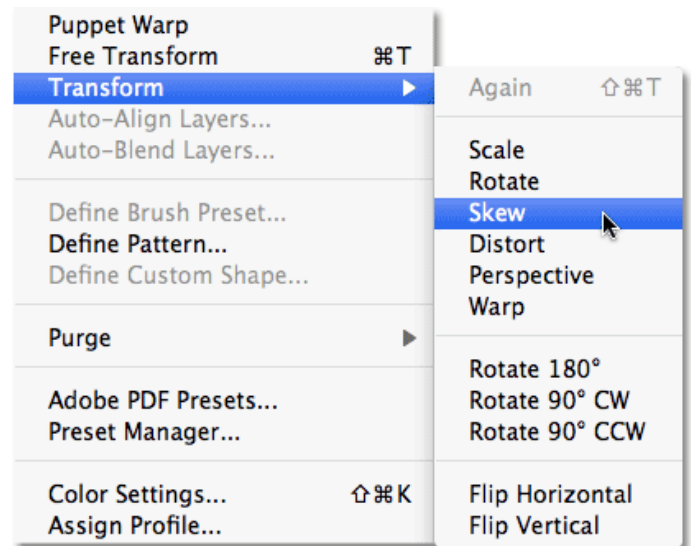 Puppet Warp
Free Transform ⌘T
Transform
Auto-Align Layers...
Auto-Blend Layers...
Define Brush Preset...
Define Pattern...
Define Custom Shape...
Purge
Adobe PDF Presets...
Preset Manager...
Color Settings... ⇧⌘K
Assign Profile...
Again ⇧⌘T
Scale
Rotate
Skew
Distort
Perspective
Warp
Rotate 180°
Rotate 90° CW
Rotate 90° CCW
Flip Horizontal
Flip Vertical